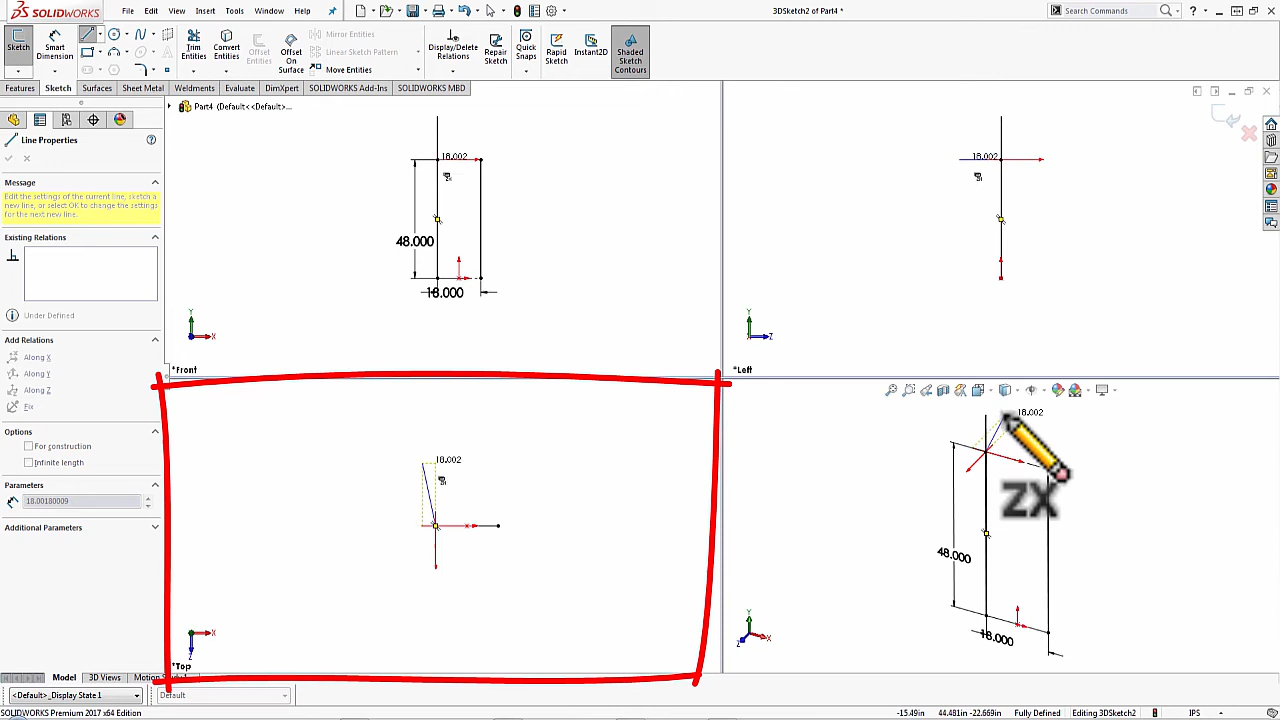 SOLIDWORKS
File Edit View Insert Tools Window
3DSketch2 of Part4 *
Search Commands
Sketch
Smart Dimension
Trim Entities
Convert Entities
Offset Entities
Offset On Surface
Mirror Entities
Linear Sketch Pattern
Move Entities
Display/Delete Relations
Repair Sketch
Quick Snaps
Rapid Sketch
Instant2D
Shaded Sketch Contours
Features Sketch Surfaces Sheet Metal Weldments Evaluate DimXpert SOLIDWORKS Add-Ins SOLIDWORKS MBD
Part4 (Default<<Default>...
Line Properties
Message
Edit the settings of the current line, sketch a
new line, or select OK to change the settings
for the next new line.
Existing Relations
Under Defined
Add Relations
Along X
Along Y
Along Z
Fix
Options
For construction
Infinite length
Parameters
18.00180009
Additional Parameters
18.002
48.000
18.000
Y
X
*Front
18.002
Y
Z
*Left
18.002
X
Z
*Top
18.002
ZX
48.000
18.000
Y
X
Z
Model 3D Views Motion Study 1
<Default>_Display State 1
Default
SOLIDWORKS Premium 2017 x64 Edition
-15.49in 44.481in -22.669in Fully Defined Editing 3DSketch2 IPS